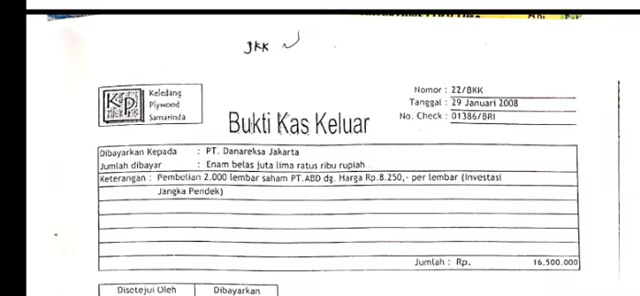 JKK
Keledang
Plywood
Samarinda
KP
Nomor : 22/BKK
Tanggal : 29 Januari 2008
No. Check : 01386/BRI
Bukti Kas Keluar
Dibayarkan Kepada : PT. Danareksa Jakarta
Jumlah dibayar : Enam belas juta lima ratus ribu rupiah
Keterangan : Pembelian 2.000 lembar saham PT.ABD dg. Harga Rp.8.250,- per lembar (Investasi
Jangka Pendek)
Jumlah : Rp. 16.500.000
Disetejui Oleh Dibayarkan